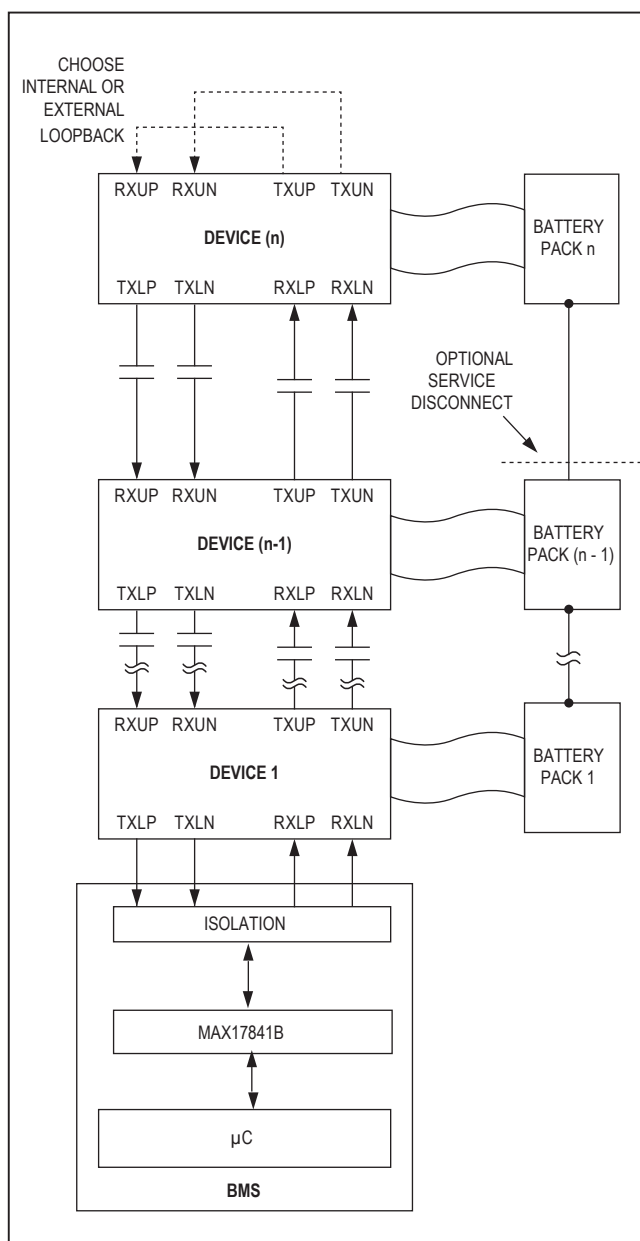 CHOOSE
INTERNAL OR
EXTERNAL
LOOPBACK
RXUP RXUN TXUP TXUN
DEVICE (n)
TXLP TXLN RXLP RXLN
BATTERY
PACK n
OPTIONAL
SERVICE
DISCONNECT
RXUP RXUN TXUP TXUN
DEVICE (n-1)
TXLP TXLN RXLP RXLN
BATTERY
PACK (n - 1)
RXUP RXUN TXUP TXUN
DEVICE 1
TXLP TXLN RXLP RXLN
BATTERY
PACK 1
ISOLATION
MAX17841B
µC
BMS